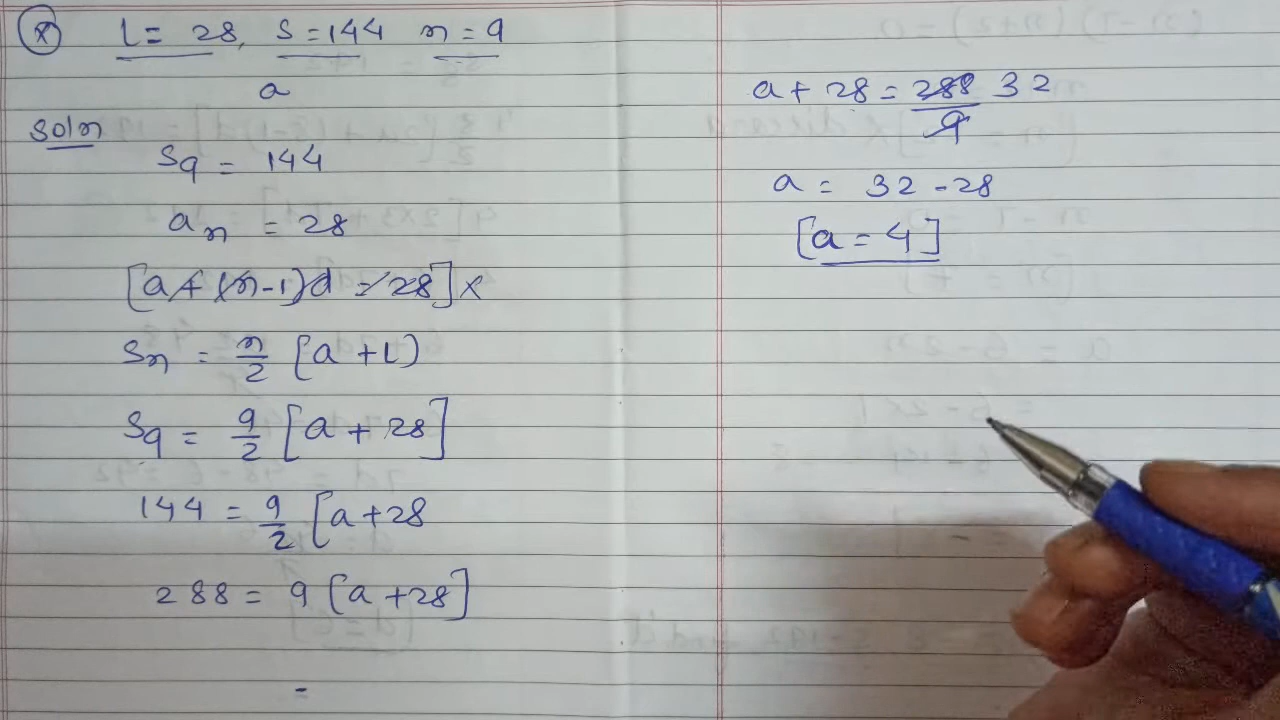 (x) l = 28, S = 144 n = 9
a
Soln
S9 = 144
an = 28
[a + (n-1)d = 28] x
Sn = n/2 [a + L)
S9 = 9/2 [a + 28]
144 = 9/2 [a + 28
288 = 9 [a + 28]
=
a + 28 = 288/9 32
a = 32 - 28
[a = 4]